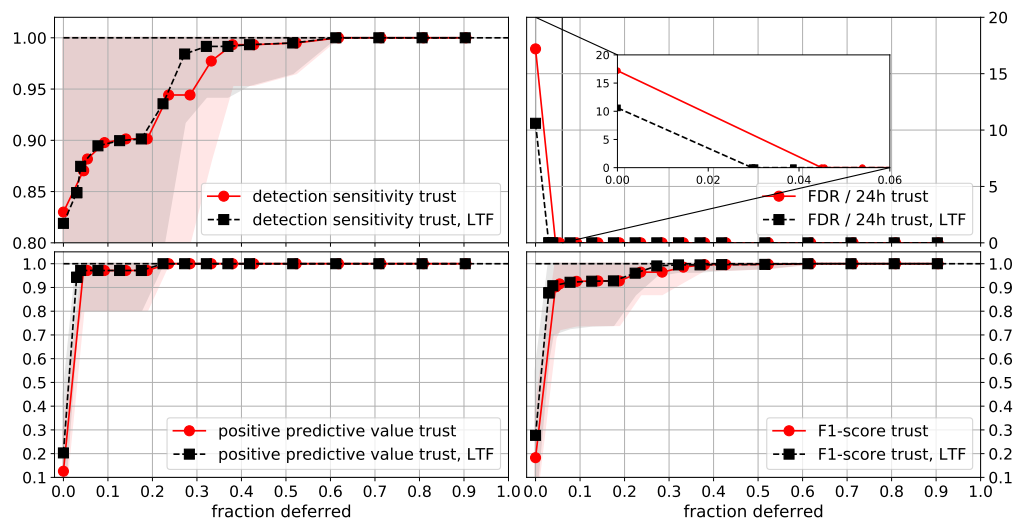 1.00
0.95
0.90
0.85
0.80
detection sensitivity trust
detection sensitivity trust, LTF
20
15
10
5
0
20
15
10
5
0
0.00 0.02 0.04 0.06
FDR / 24h trust
FDR / 24h trust, LTF
1.0
0.9
0.8
0.7
0.6
0.5
0.4
0.3
0.2
0.1
positive predictive value trust
positive predictive value trust, LTF
0.0 0.1 0.2 0.3 0.4 0.5 0.6 0.7 0.8 0.9 1.0
fraction deferred
1.0
0.9
0.8
0.7
0.6
0.5
0.4
0.3
0.2
0.1
F1-score trust
F1-score trust, LTF
0.0 0.1 0.2 0.3 0.4 0.5 0.6 0.7 0.8 0.9 1.0
fraction deferred